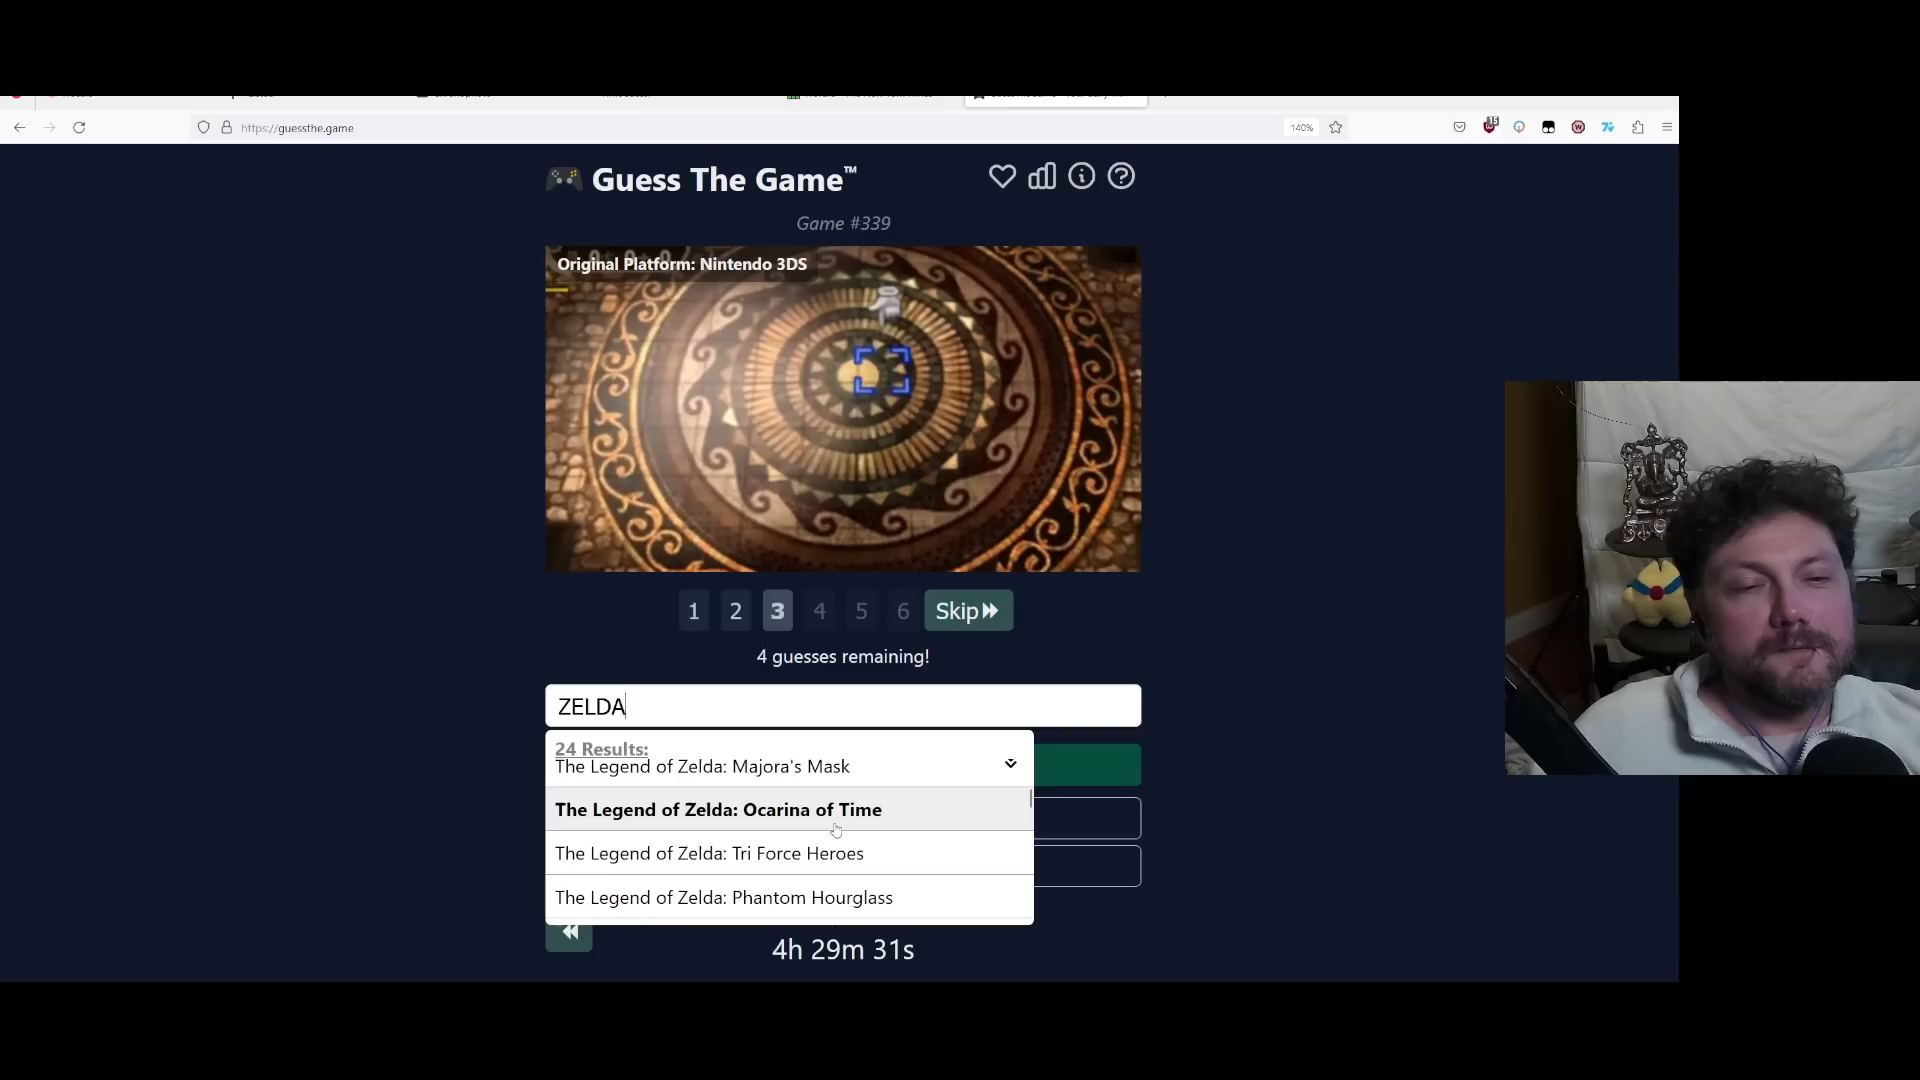 https://guessthe.game
140%
15
Guess The Game™
Game #339
Original Platform: Nintendo 3DS
1 2 3 4 5 6 Skip
4 guesses remaining!
ZELDA
24 Results:
The Legend of Zelda: Majora's Mask
The Legend of Zelda: Ocarina of Time
The Legend of Zelda: Tri Force Heroes
The Legend of Zelda: Phantom Hourglass
4h 29m 31s